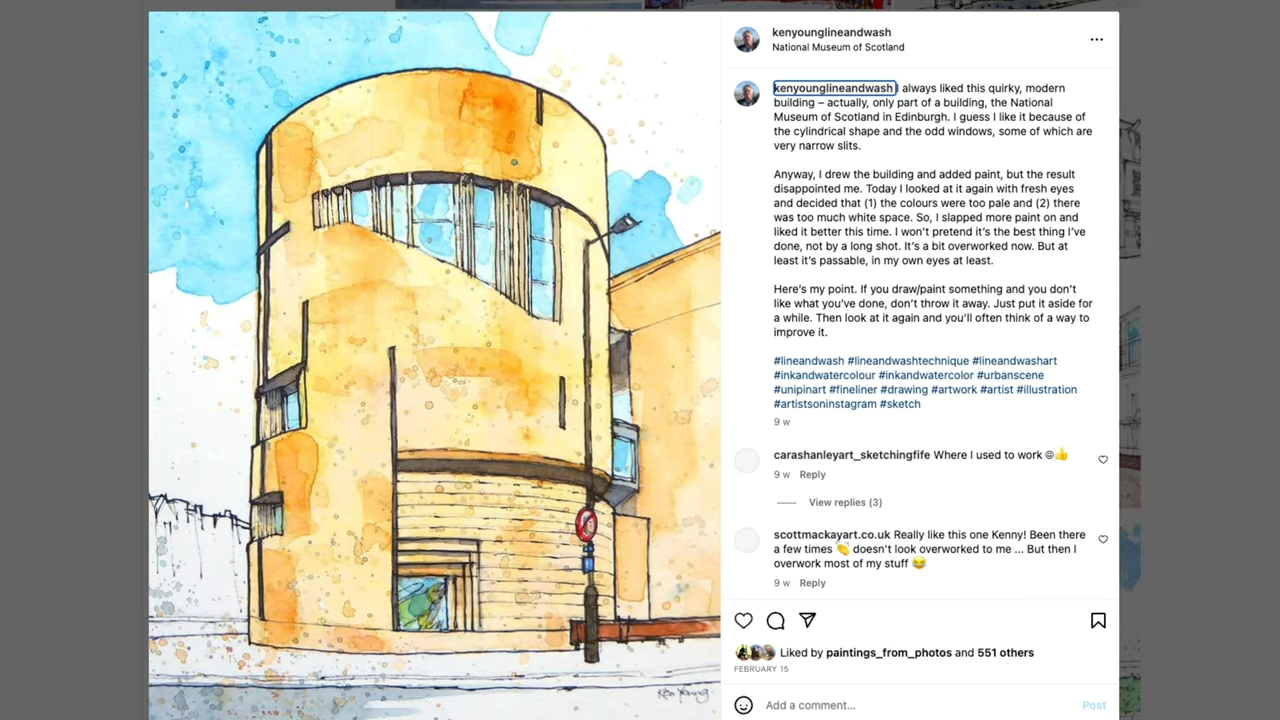 kenyounglineandwash
National Museum of Scotland
kenyounglineandwash I always liked this quirky, modern
building – actually, only part of a building, the National
Museum of Scotland in Edinburgh. I guess I like it because of
the cylindrical shape and the odd windows, some of which are
very narrow slits.
Anyway, I drew the building and added paint, but the result
disappointed me. Today I looked at it again with fresh eyes
and decided that (1) the colours were too pale and (2) there
was too much white space. So, I slapped more paint on and
liked it better this time. I won’t pretend it’s the best thing I’ve
done, not by a long shot. It’s a bit overworked now. But at
least it’s passable, in my own eyes at least.
Here’s my point. If you draw/paint something and you don’t
like what you’ve done, don’t throw it away. Just put it aside for
a while. Then look at it again and you’ll often think of a way to
improve it.
#lineandwash #lineandwashtechnique #lineandwashart
#inkandwatercolour #inkandwatercolor #urbanscene
#unipinart #fineliner #drawing #artwork #artist #illustration
#artistsoninstagram #sketch
9 w
carashanleyart_sketchingfife Where I used to work ☺👍
9 w Reply
View replies (3)
scottmackayart.co.uk Really like this one Kenny! Been there
a few times 👏 doesn't look overworked to me ... But then I
overwork most of my stuff 😂
9 w Reply
Liked by paintings_from_photos and 551 others
FEBRUARY 15
Add a comment...
Post
Ken Young